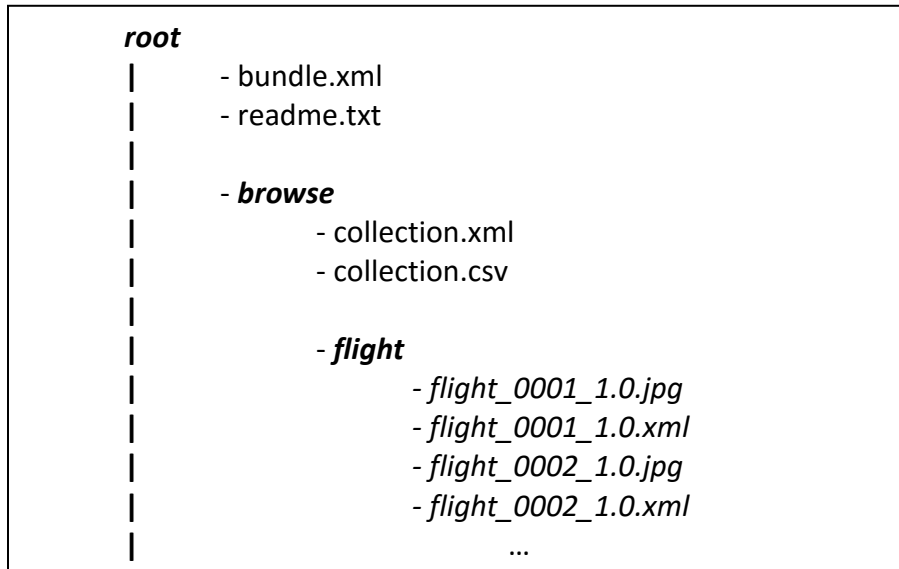 root
| - bundle.xml
| - readme.txt
|
| - browse
| - collection.xml
| - collection.csv
|
| - flight
| - flight_0001_1.0.jpg
| - flight_0001_1.0.xml
| - flight_0002_1.0.jpg
| - flight_0002_1.0.xml
| …